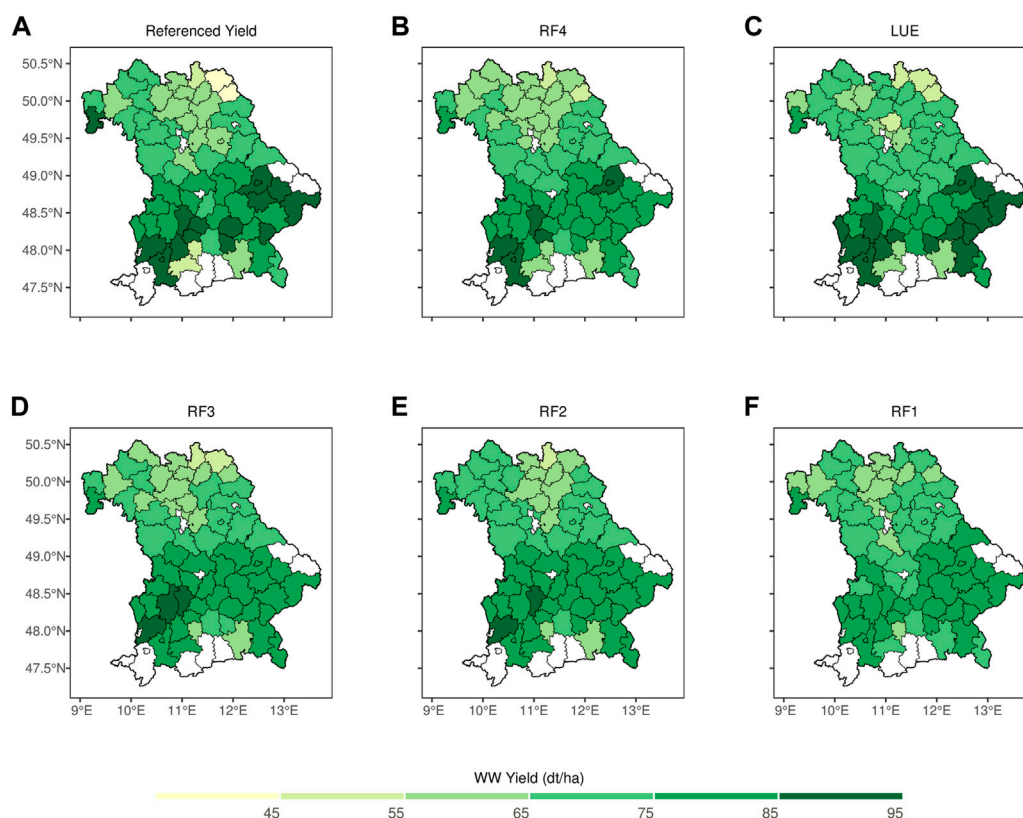 A
Referenced Yield
B
RF4
C
LUE
50.5°N
50.0°N
49.5°N
49.0°N
48.5°N
48.0°N
47.5°N
D
RF3
E
RF2
F
RF1
50.5°N
50.0°N
49.5°N
49.0°N
48.5°N
48.0°N
47.5°N
9°E 10°E 11°E 12°E 13°E
9°E 10°E 11°E 12°E 13°E
9°E 10°E 11°E 12°E 13°E
WW Yield (dt/ha)
45 55 65 75 85 95